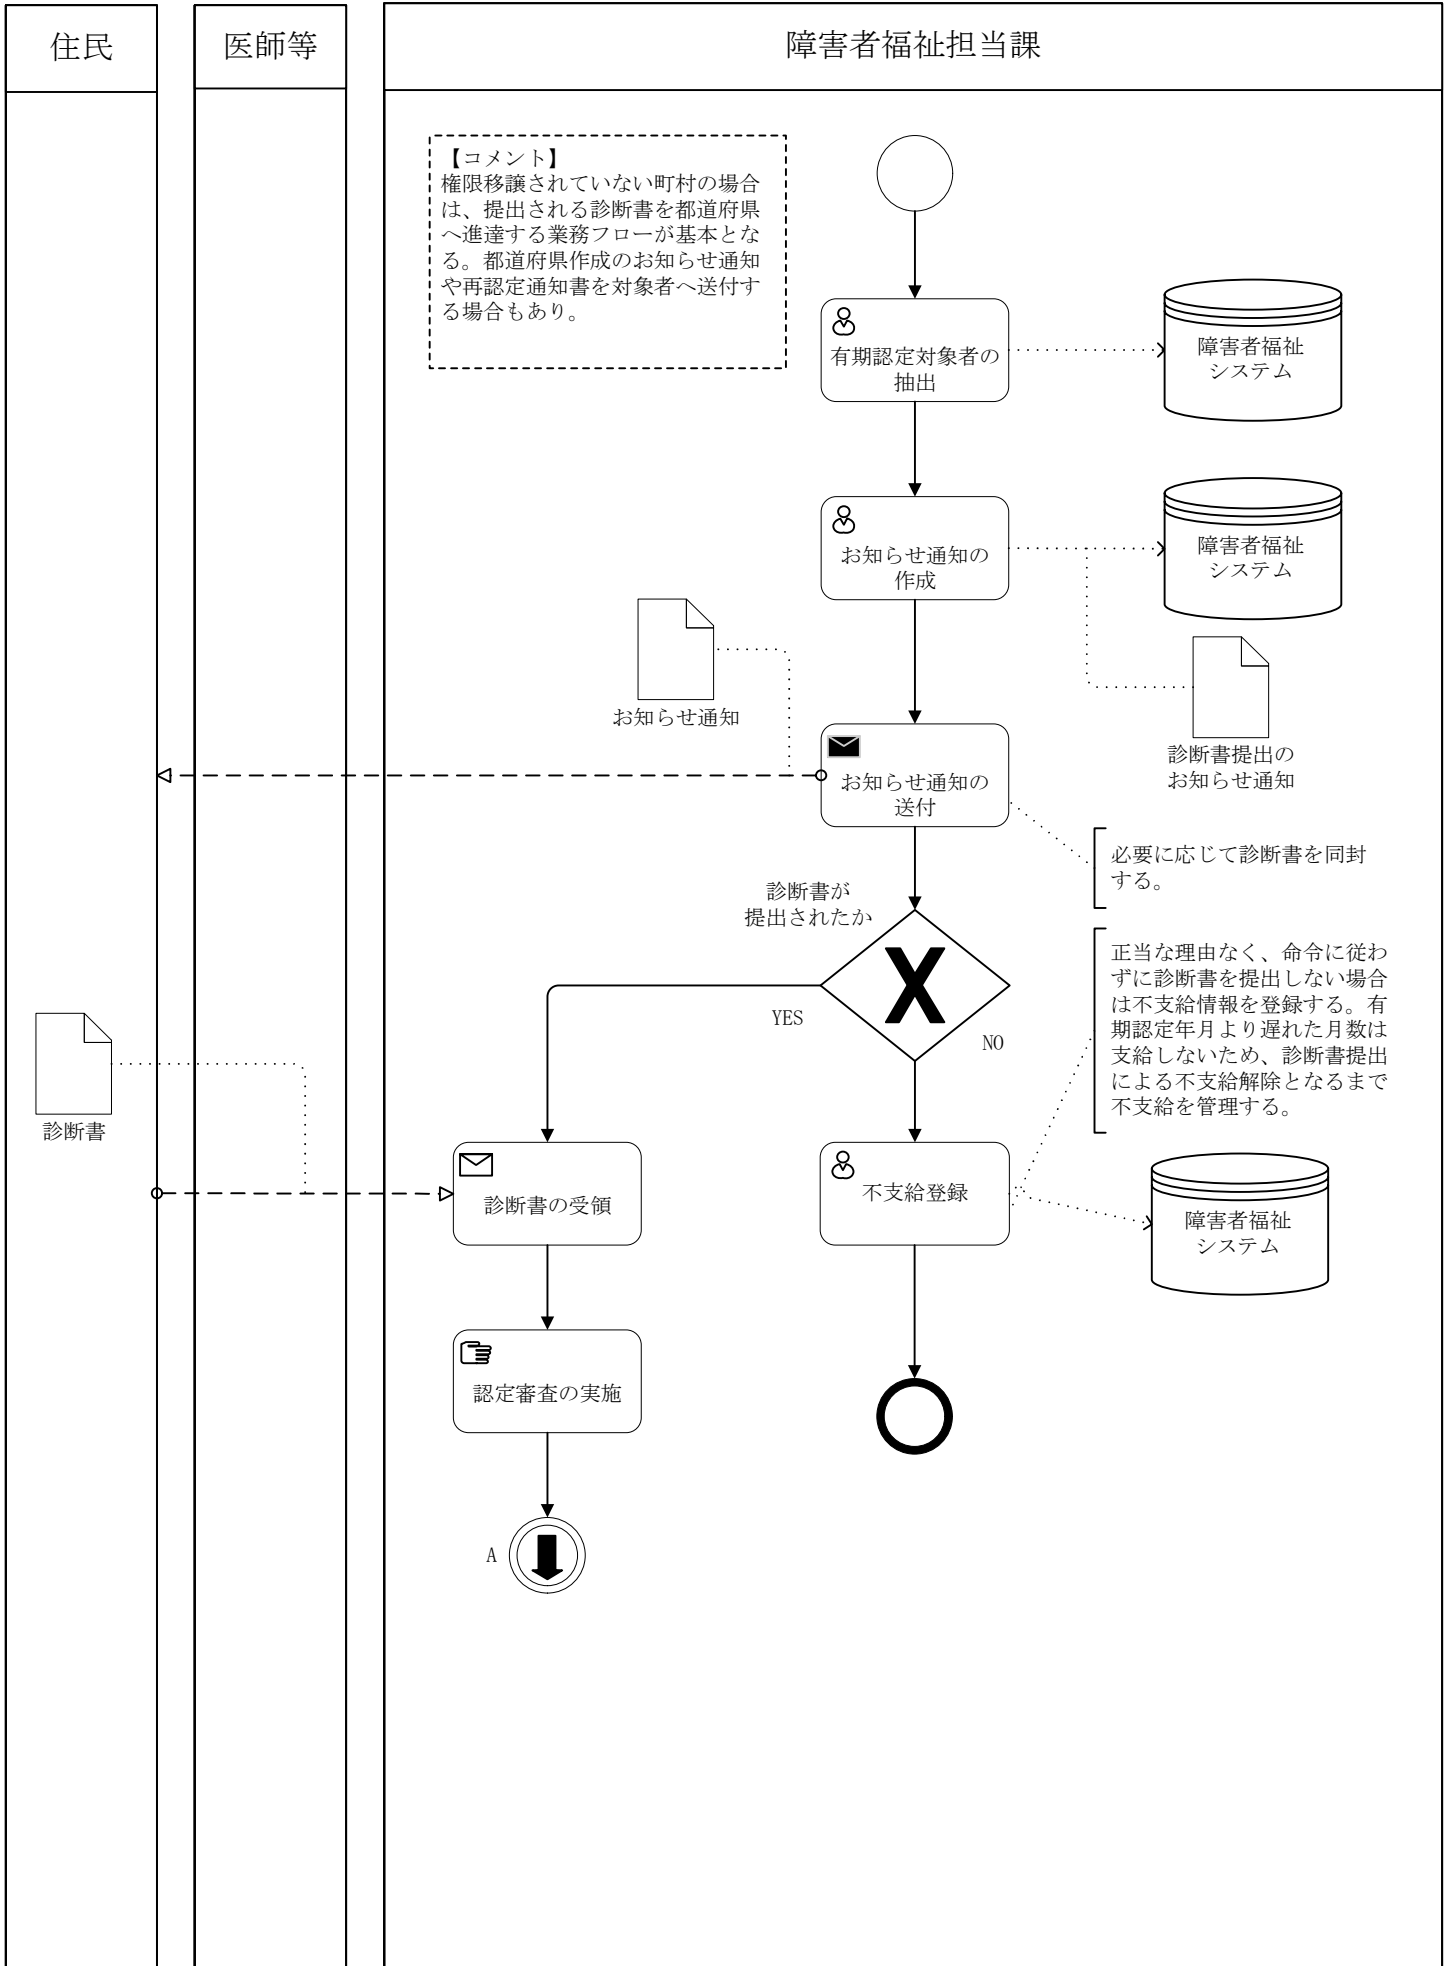 住民
医師等
障害者福祉担当課
【コメント】
権限移譲されていない町村の場合
は、提出される診断書を都道府県
へ進達する業務フローが基本とな
る。都道府県作成のお知らせ通知
や再認定通知書を対象者へ送付す
る場合もあり。
有期認定対象者の
抽出
障害者福祉
システム
お知らせ通知の
作成
障害者福祉
システム
お知らせ通知
診断書提出の
お知らせ通知
お知らせ通知の
送付
必要に応じて診断書を同封
する。
診断書が
提出されたか
正当な理由なく、命令に従わ
ずに診断書を提出しない場合
は不支給情報を登録する。有
期認定年月より遅れた月数は
支給しないため、診断書提出
による不支給解除となるまで
不支給を管理する。
YES
NO
診断書
診断書の受領
不支給登録
障害者福祉
システム
認定審査の実施
A